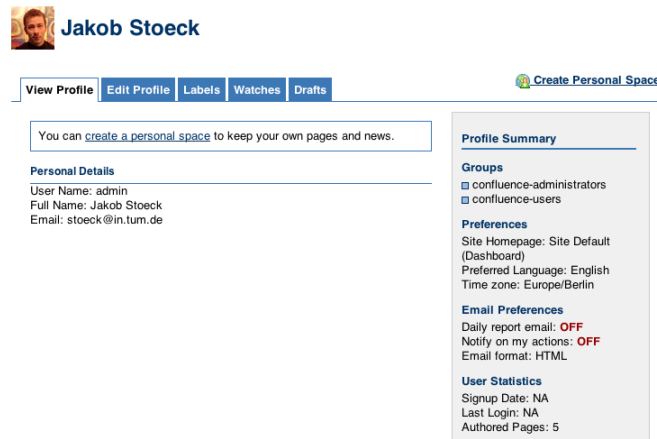 Jakob Stoeck
View Profile Edit Profile Labels Watches Drafts
Create Personal Space
You can create a personal space to keep your own pages and news.
Personal Details
User Name: admin
Full Name: Jakob Stoeck
Email: stoeck@in.tum.de
Profile Summary
Groups
confluence-administrators
confluence-users
Preferences
Site Homepage: Site Default
(Dashboard)
Preferred Language: English
Time zone: Europe/Berlin
Email Preferences
Daily report email: OFF
Notify on my actions: OFF
Email format: HTML
User Statistics
Signup Date: NA
Last Login: NA
Authored Pages: 5